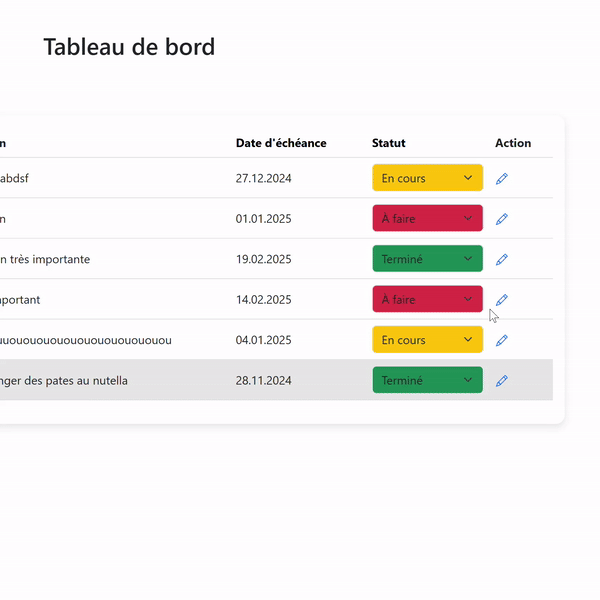 Tableau de bord
n Date d'échéance Statut Action
abdsf 27.12.2024 En cours
n 01.01.2025 À faire
n très importante 19.02.2025 Terminé
portant 14.02.2025 À faire
uuouououououououououououou 04.01.2025 En cours
nger des pates au nutella 28.11.2024 Terminé